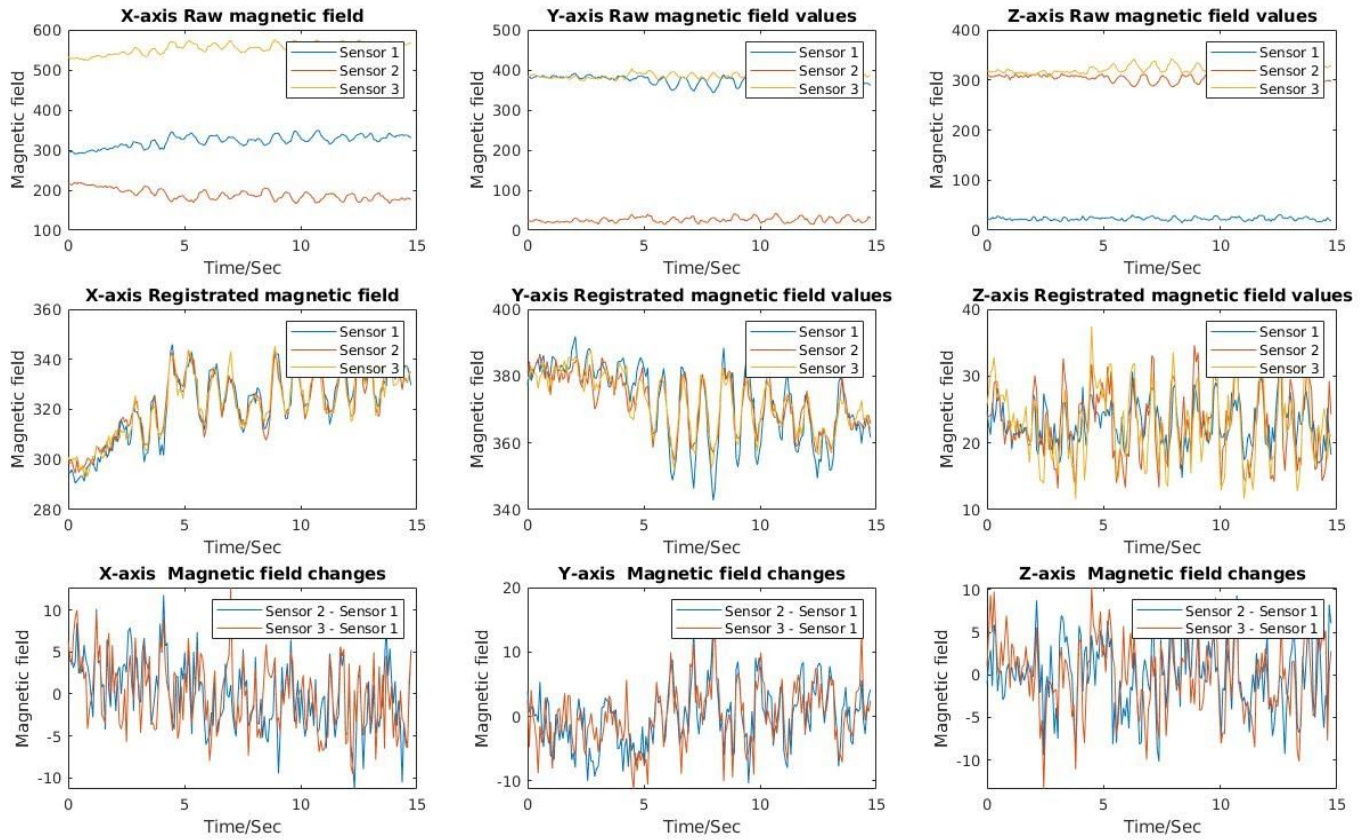 X-axis Raw magnetic field
600
500
400
300
200
100
Magnetic field
Sensor 1
Sensor 2
Sensor 3
0
5
10
15
Time/Sec
Y-axis Raw magnetic field values
500
400
300
200
100
0
Magnetic field
Sensor 1
Sensor 2
Sensor 3
0
5
10
15
Time/Sec
Z-axis Raw magnetic field values
400
300
200
100
0
Magnetic field
Sensor 1
Sensor 2
Sensor 3
0
5
10
15
Time/Sec
X-axis Registrated magnetic field
360
340
320
300
280
Magnetic field
Sensor 1
Sensor 2
Sensor 3
0
5
10
15
Time/Sec
Y-axis Registrated magnetic field values
400
380
360
340
Magnetic field
Sensor 1
Sensor 2
Sensor 3
0
5
10
15
Time/Sec
Z-axis Registrated magnetic field values
40
30
20
10
Magnetic field
Sensor 1
Sensor 2
Sensor 3
0
5
10
15
Time/Sec
X-axis  Magnetic field changes
10
5
0
-5
-10
Magnetic field
Sensor 2 - Sensor 1
Sensor 3 - Sensor 1
0
5
10
15
Time/Sec
Y-axis  Magnetic field changes
20
10
0
-10
Magnetic field
Sensor 2 - Sensor 1
Sensor 3 - Sensor 1
0
5
10
15
Time/Sec
Z-axis  Magnetic field changes
10
5
0
-5
-10
Magnetic field
Sensor 2 - Sensor 1
Sensor 3 - Sensor 1
0
5
10
15
Time/Sec